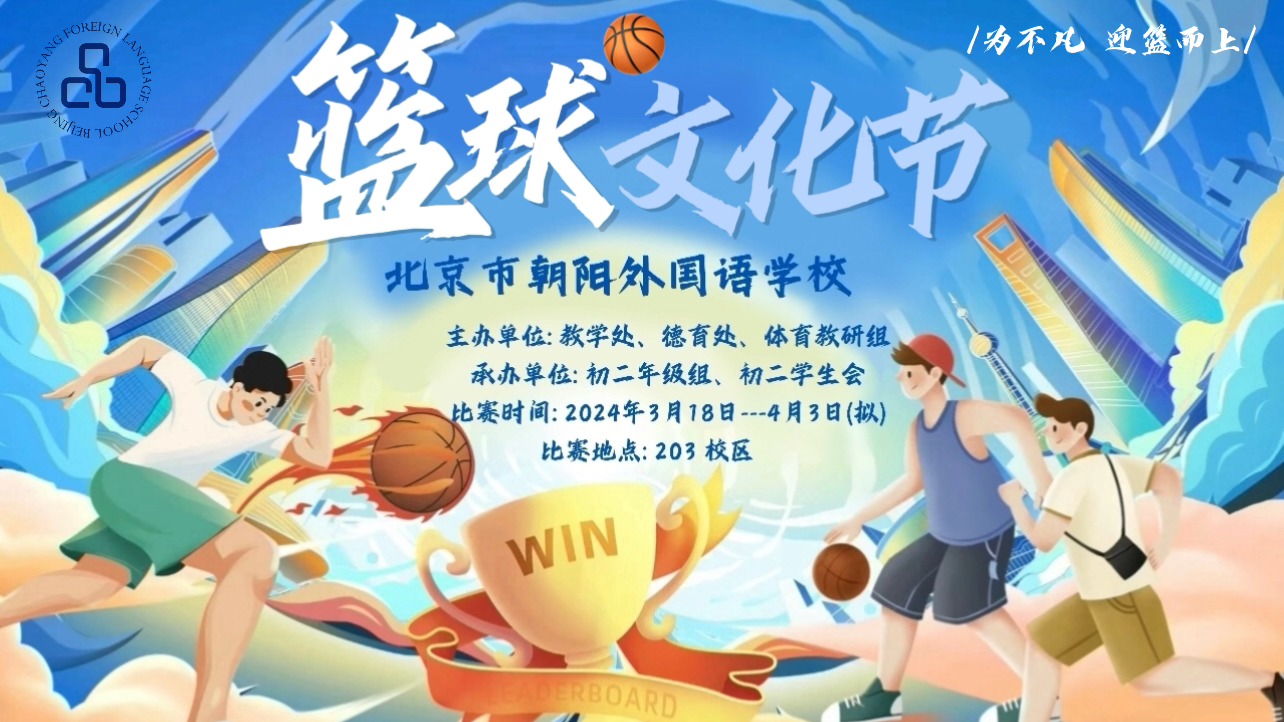 BEIJING CHAOYANG FOREIGN LANGUAGE SCHOOL
/为不凡 迎篮而上/
篮球文化节
北京市朝阳外国语学校
主办单位: 教学处、德育处、体育教研组
承办单位: 初二年级组、初二学生会
比赛时间: 2024年3月18日---4月3日(拟)
比赛地点: 203 校区
WIN
LEADERBOARD